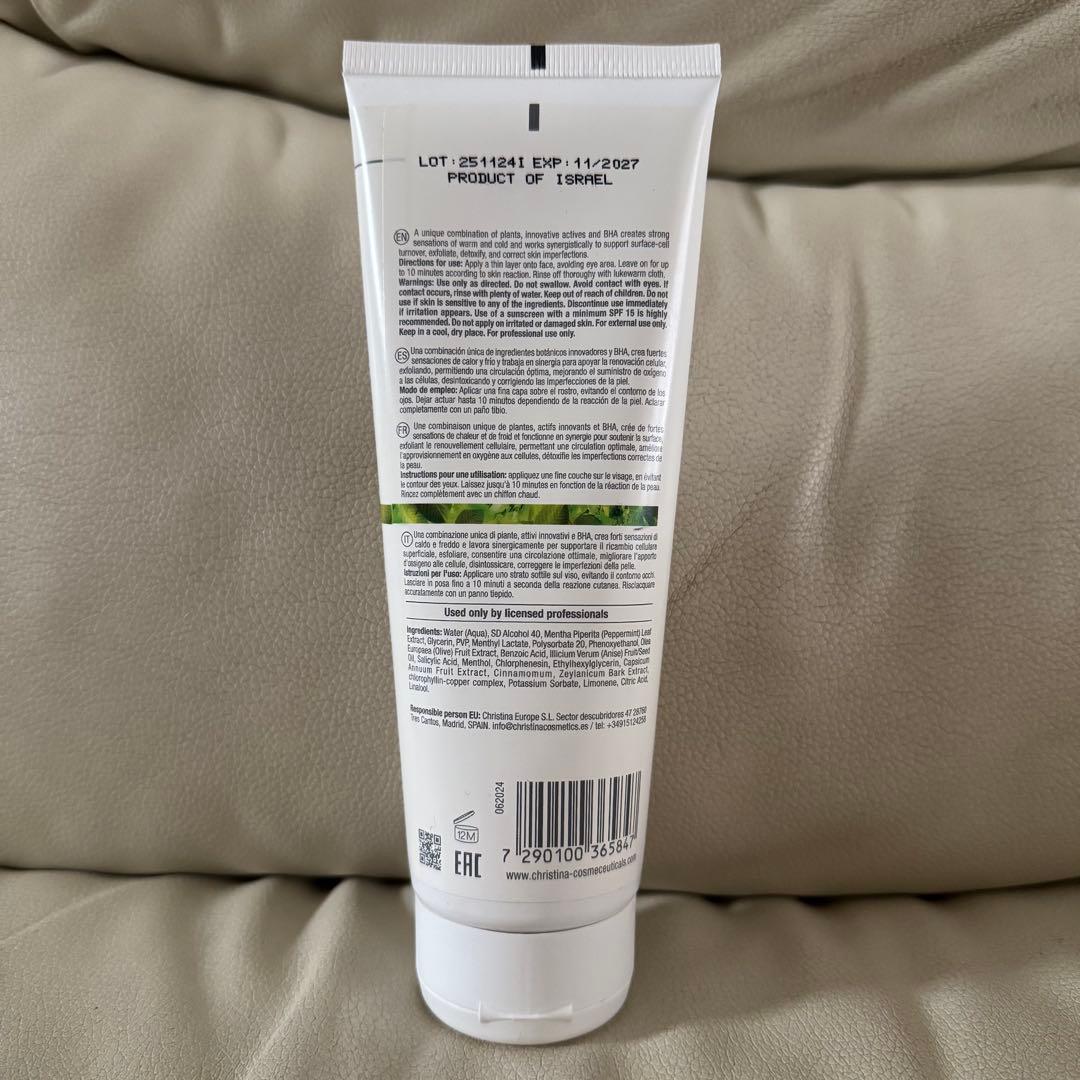 LOT:251124I EXP:11/2027
PRODUCT OF ISRAEL
EN A unique combination of plants, innovative actives and BHA creates strong
sensations of warm and cold and works synergistically to support surface-cell
turnover, exfoliate, detoxify, and correct skin imperfections.
Directions for use: Apply a thin layer onto face, avoiding eye area. Leave on for up
to 10 minutes according to skin reaction. Rinse off thoroughy with lukewarm cloth.
Warnings: Use only as directed. Do not swallow. Avoid contact with eyes. If
contact occurs, rinse with plenty of water. Keep out of reach of children. Do not
use if skin is sensitive to any of the ingredients. Discontinue use immediately
if irritation appears. Use of a sunscreen with a minimum SPF 15 is highly
recommended. Do not apply on irritated or damaged skin. For external use only.
Keep in a cool, dry place. For professional use only.
ES Una combinación única de ingredientes botánicos innovadores y BHA, crea fuertes
sensaciones de calor y frío y trabaja en sinergia para apoyar la renovación celular,
exfoliando, permitiendo una circulación óptima, mejorando el suministro de oxígeno
a las células, desintoxicando y corrigiendo las imperfecciones de la piel.
Modo de empleo: Aplicar una fina capa sobre el rostro, evitando el contorno de los
ojos. Dejar actuar hasta 10 minutos dependiendo de la reacción de la piel. Aclarar
completamente con un paño tibio.
FR Une combinaison unique de plantes, actifs innovants et BHA, crée de fortes
sensations de chaleur et de froid et fonctionne en synergie pour soutenir la surface,
exfoliant le renouvellement cellulaire, permettant une circulation optimale, améliore
l'approvisionnement en oxygène aux cellules, détoxifie les imperfections correctes de
la peau.
Instructions pour une utilisation: appliquez une fine couche sur le visage, en évitant
le contour des yeux. Laissez jusqu'à 10 minutes en fonction de la réaction de la peau.
Rincez complètement avec un chiffon chaud.
IT Una combinazione unica di piante, attivi innovativi e BHA, crea forti sensazioni di
caldo e freddo e lavora sinergicamente per supportare il ricambio cellulare
superficiale, esfoliare, consentire una circolazione ottimale, migliorare l'apporto
d'ossigeno alle cellule, disintossicare, correggere le imperfezioni della pelle.
Istruzioni per l'uso: Applicare uno strato sottile sul viso, evitando il contorno occhi.
Lasciare in posa fino a 10 minuti a seconda della reazione cutanea. Risciacquare
accuratamente con un panno tiepido.
Used only by licensed professionals
Ingredients: Water (Aqua), SD Alcohol 40, Mentha Piperita (Peppermint) Leaf
Extract, Glycerin, PVP, Menthyl Lactate, Polysorbate 20, Phenoxyethanol, Olea
Europaea (Olive) Fruit Extract, Benzoic Acid, Illicium Verum (Anise) Fruit/Seed
Oil, Salicylic Acid, Menthol, Chlorphenesin, Ethylhexylglycerin, Capsicum
Annuum Fruit Extract, Cinnamomum, Zeylanicum Bark Extract,
chlorophyllin-copper complex, Potassium Sorbate, Limonene, Citric Acid,
Linalool.
Responsible person EU: Christina Europe S.L. Sector descubridores 47 28760
Tres Cantos, Madrid, SPAIN. info@christinacosmetics.es / tel: +34915124256
062024
12M
EAC
7 290100 365847
www.christina-cosmeceuticals.com